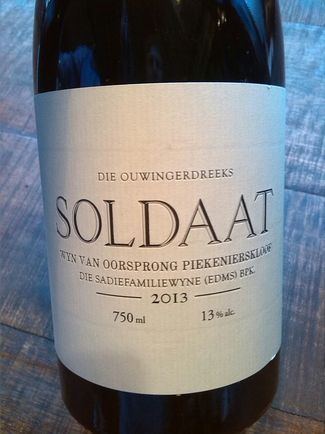 DIE OUWINGERDREEKS
SOLDAAT
WYN VAN OORSPRONG PIEKENIERSKLOOF
DIE SADIEFAMILIEWYNE (EDMS) BPK.
2013
750 ml 13% alc.